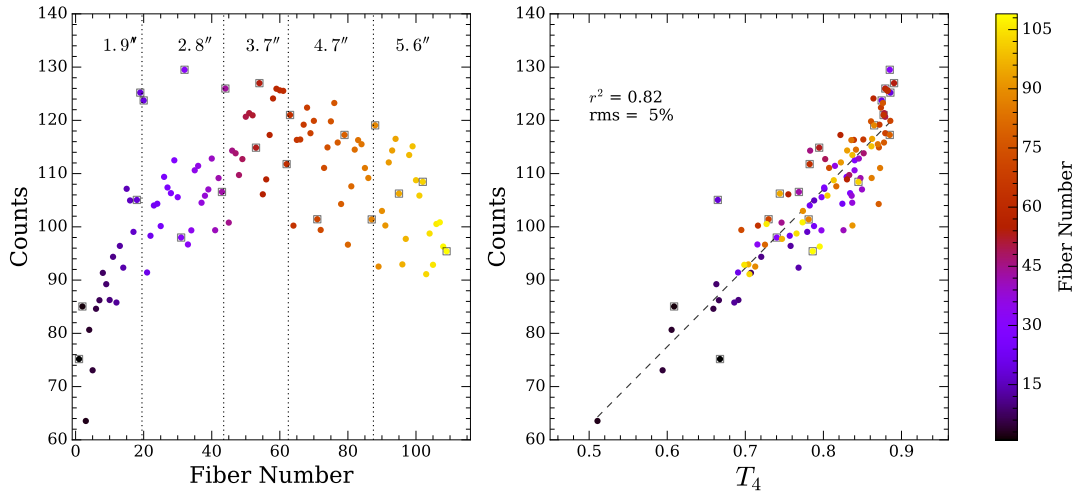 1.9″ 2.8″ 3.7″ 4.7″ 5.6″
130
120
110
100
90
80
70
60
Counts
0 20 40 60 80 100
Fiber Number
r² = 0.82
rms = 5%
130
120
110
100
90
80
70
60
Counts
0.5 0.6 0.7 0.8 0.9
T₄
105
90
75
60
45
30
15
Fiber Number